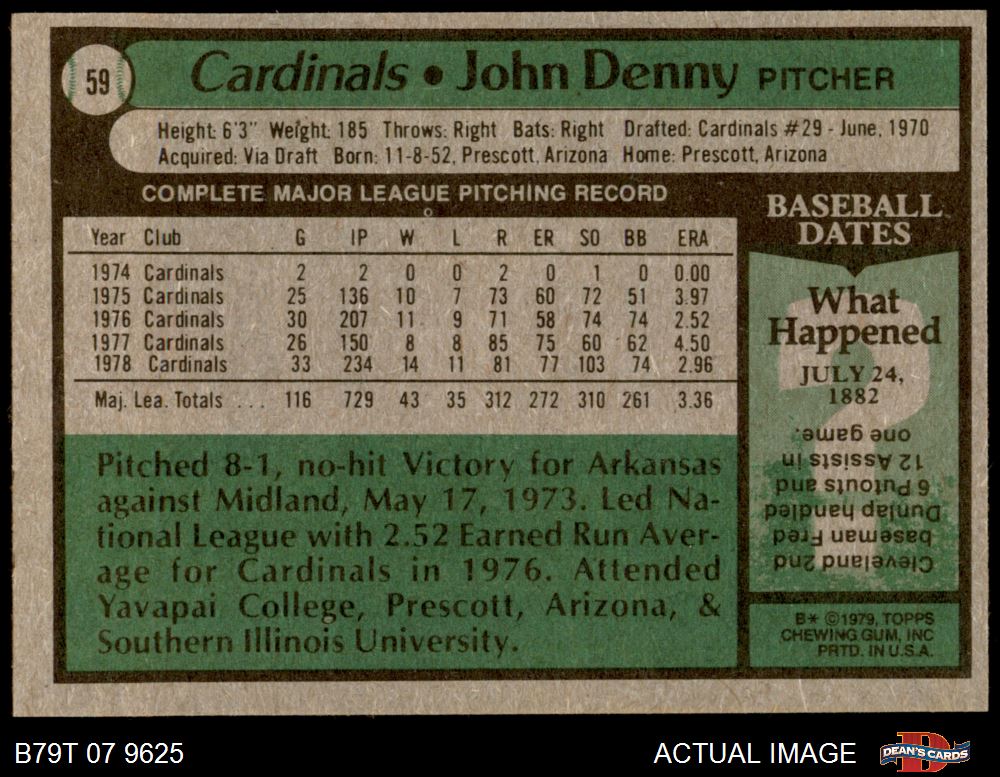 59
Cardinals • John Denny PITCHER
Height: 6'3" Weight: 185 Throws: Right Bats: Right Drafted: Cardinals #29 - June, 1970
Acquired: Via Draft Born: 11-8-52, Prescott, Arizona Home: Prescott, Arizona
COMPLETE MAJOR LEAGUE PITCHING RECORD
Year Club G IP W L R ER SO BB ERA
1974 Cardinals 2 2 0 0 2 0 1 0 0.00
1975 Cardinals 25 136 10 7 73 60 72 51 3.97
1976 Cardinals 30 207 11 9 71 58 74 74 2.52
1977 Cardinals 26 150 8 8 85 75 60 62 4.50
1978 Cardinals 33 234 14 11 81 77 103 74 2.96
Maj. Lea. Totals ... 116 729 43 35 312 272 310 261 3.36
Pitched 8-1, no-hit Victory for Arkansas
against Midland, May 17, 1973. Led Na-
tional League with 2.52 Earned Run Aver-
age for Cardinals in 1976. Attended
Yavapai College, Prescott, Arizona, &
Southern Illinois University.
BASEBALL
DATES
What
Happened
JULY 24,
1882
Cleveland 2nd
baseman Fred
Dunlap handled
6 Putouts and
12 Assists in
one game.
B* ©1979, TOPPS
CHEWING GUM, INC
PRTD. IN U.S.A.
B79T 07 9625
ACTUAL IMAGE
DEAN'S CARDS